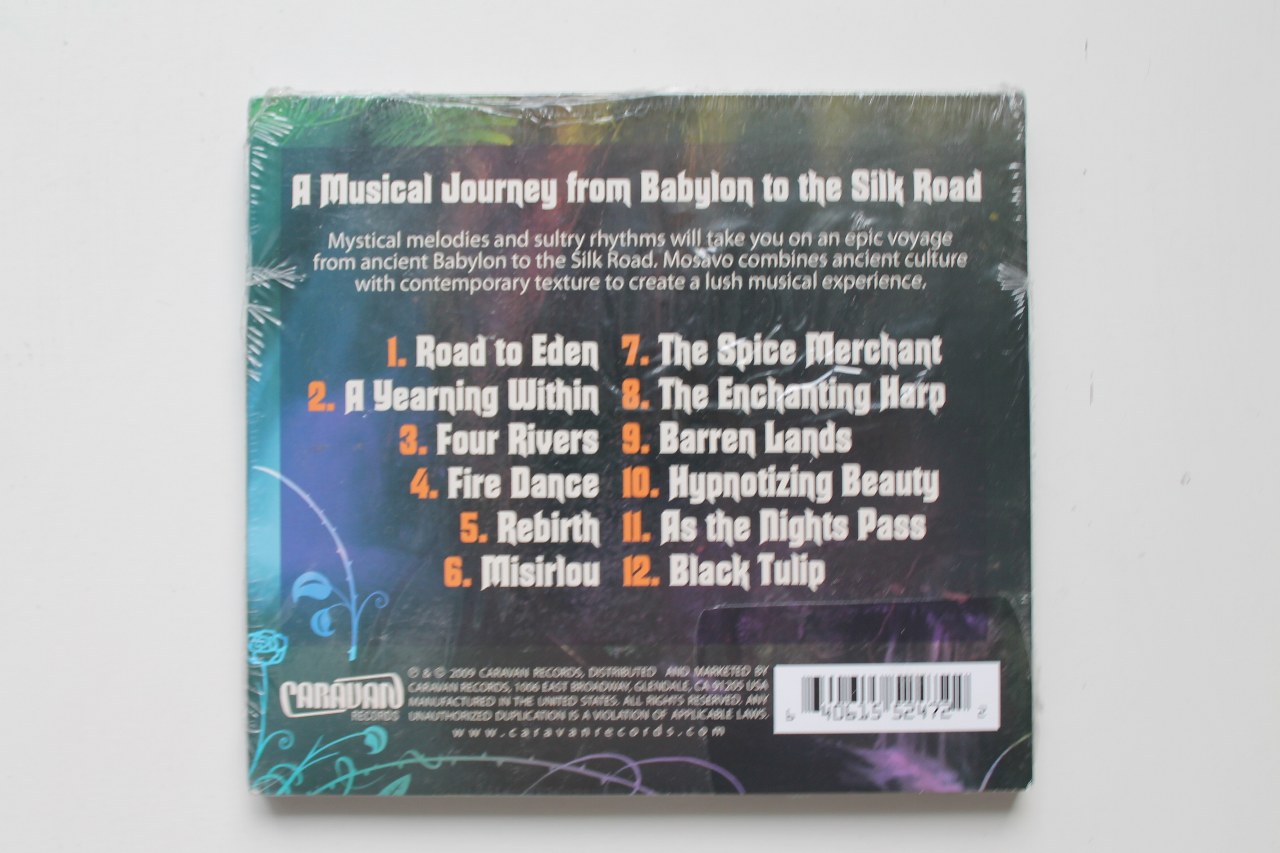 A Musical Journey from Babylon to the Silk Road
Mystical melodies and sultry rhythms will take you on an epic voyage
from ancient Babylon to the Silk Road. Mosavo combines ancient culture
with contemporary texture to create a lush musical experience.
1. Road to Eden
2. A Yearning Within
3. Four Rivers
4. Fire Dance
5. Rebirth
6. Misirlou
7. The Spice Merchant
8. The Enchanting Harp
9. Barren Lands
10. Hypnotizing Beauty
11. As the Nights Pass
12. Black Tulip
CARAVAN
RECORDS
℗ & © 2009 CARAVAN RECORDS, DISTRIBUTED AND MARKETED BY
CARAVAN RECORDS, 1006 EAST BROADWAY, GLENDALE, CA 91205 USA
MANUFACTURED IN THE UNITED STATES. ALL RIGHTS RESERVED. ANY
UNAUTHORIZED DUPLICATION IS A VIOLATION OF APPLICABLE LAWS.
www.caravanrecords.com
6 40615 52472 2